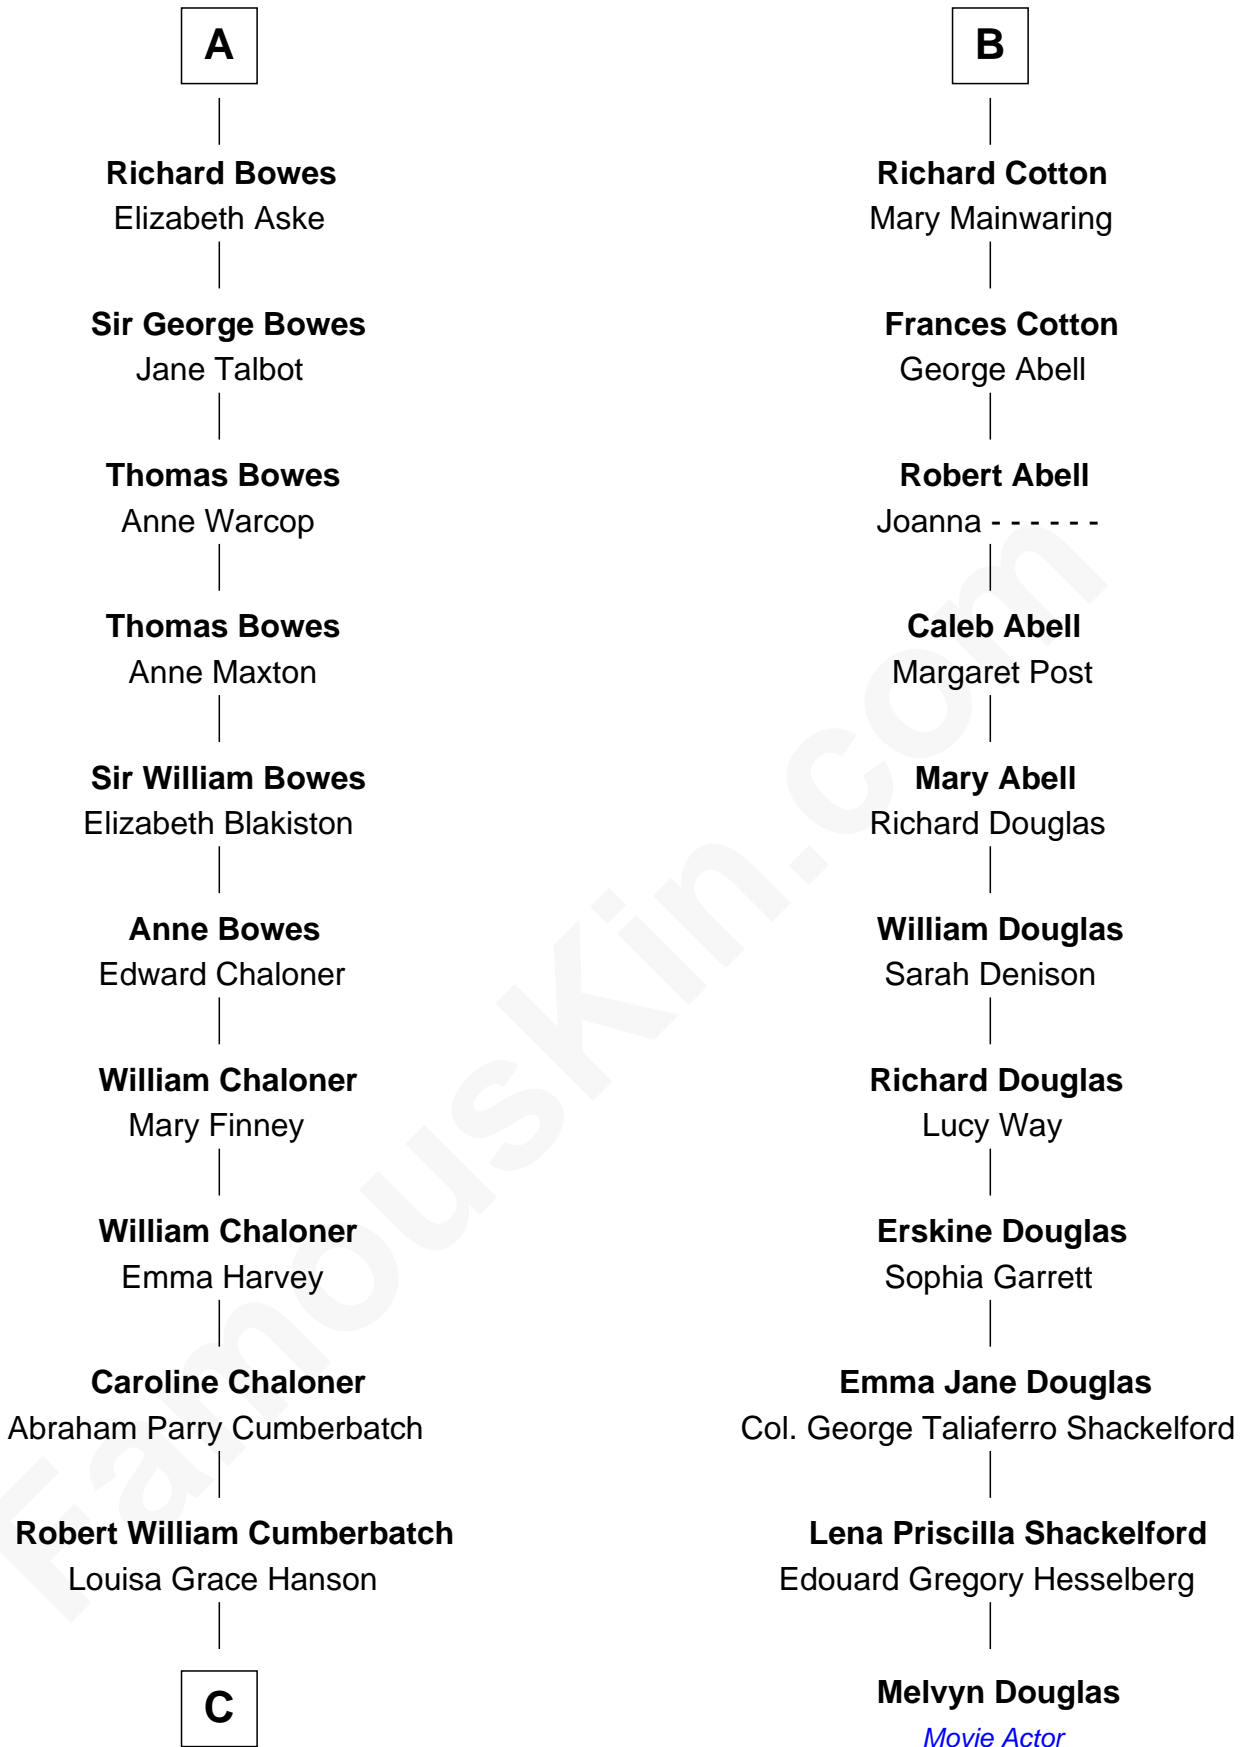 A
Richard Bowes
Elizabeth Aske
Sir George Bowes
Jane Talbot
Thomas Bowes
Anne Warcop
Thomas Bowes
Anne Maxton
Sir William Bowes
Elizabeth Blakiston
Anne Bowes
Edward Chaloner
William Chaloner
Mary Finney
William Chaloner
Emma Harvey
Caroline Chaloner
Abraham Parry Cumberbatch
Robert William Cumberbatch
Louisa Grace Hanson
C
B
Richard Cotton
Mary Mainwaring
Frances Cotton
George Abell
Robert Abell
Joanna - - - - - -
Caleb Abell
Margaret Post
Mary Abell
Richard Douglas
William Douglas
Sarah Denison
Richard Douglas
Lucy Way
Erskine Douglas
Sophia Garrett
Emma Jane Douglas
Col. George Taliaferro Shackelford
Lena Priscilla Shackelford
Edouard Gregory Hesselberg
Melvyn Douglas
Movie Actor
FamousKin.com